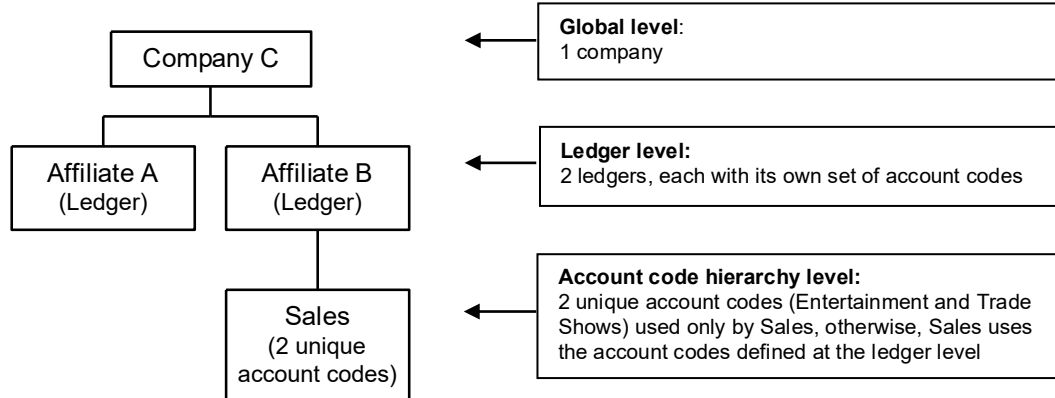 Company C
Global level:
1 company
Affiliate A
(Ledger)
Affiliate B
(Ledger)
Ledger level:
2 ledgers, each with its own set of account codes
Sales
(2 unique
account codes)
Account code hierarchy level:
2 unique account codes (Entertainment and Trade
Shows) used only by Sales, otherwise, Sales uses
the account codes defined at the ledger level